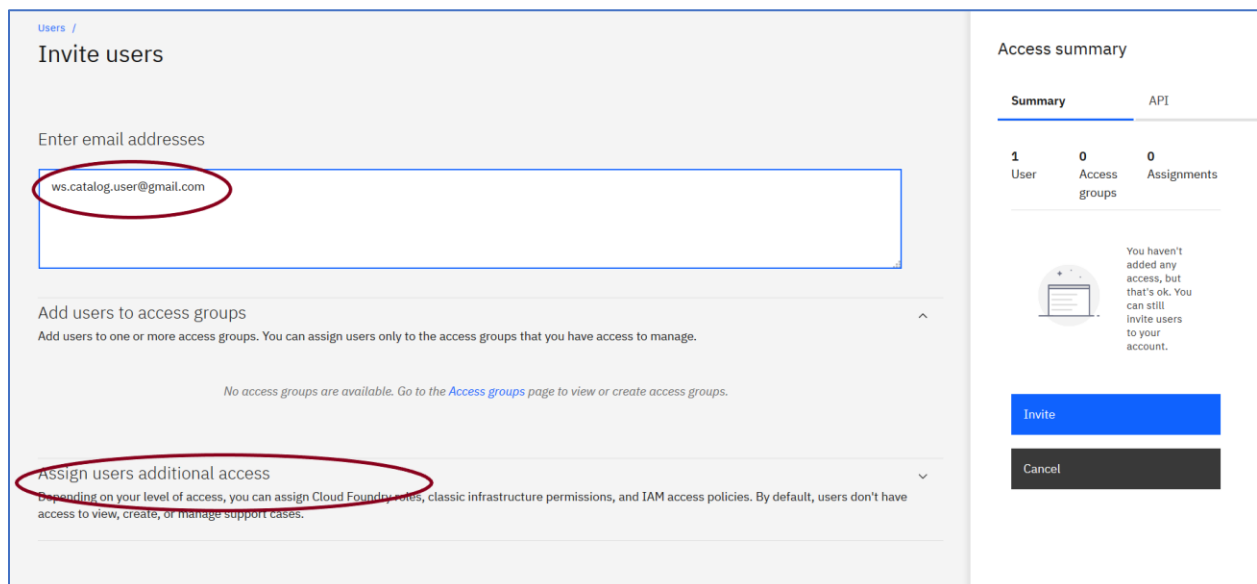 Users /
Invite users
Enter email addresses
ws.catalog.user@gmail.com
Add users to access groups
Add users to one or more access groups. You can assign users only to the access groups that you have access to manage.
No access groups are available. Go to the Access groups page to view or create access groups.
Assign users additional access
Depending on your level of access, you can assign Cloud Foundry roles, classic infrastructure permissions, and IAM access policies. By default, users don't have
access to view, create, or manage support cases.
Access summary
Summary API
1 0 0
User Access Assignments
groups
You haven't
added any
access, but
that's ok. You
can still
invite users
to your
account.
Invite
Cancel